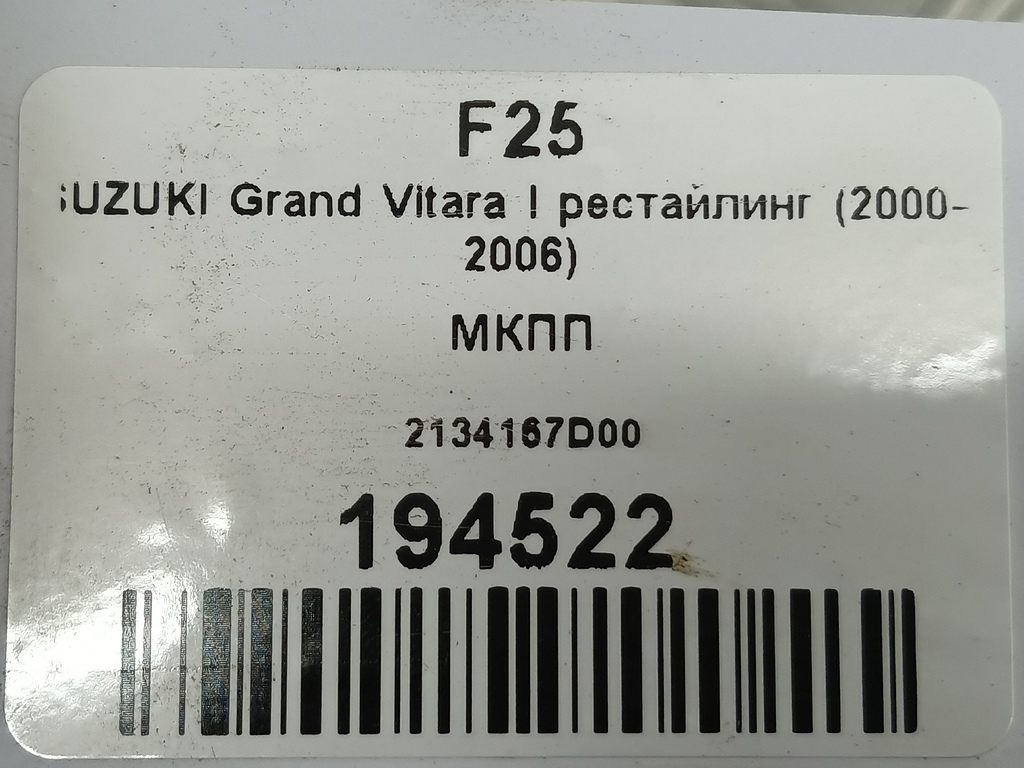 F25
SUZUKI Grand Vitara I рестайлинг (2000-
2006)
МКПП
2134167D00
194522